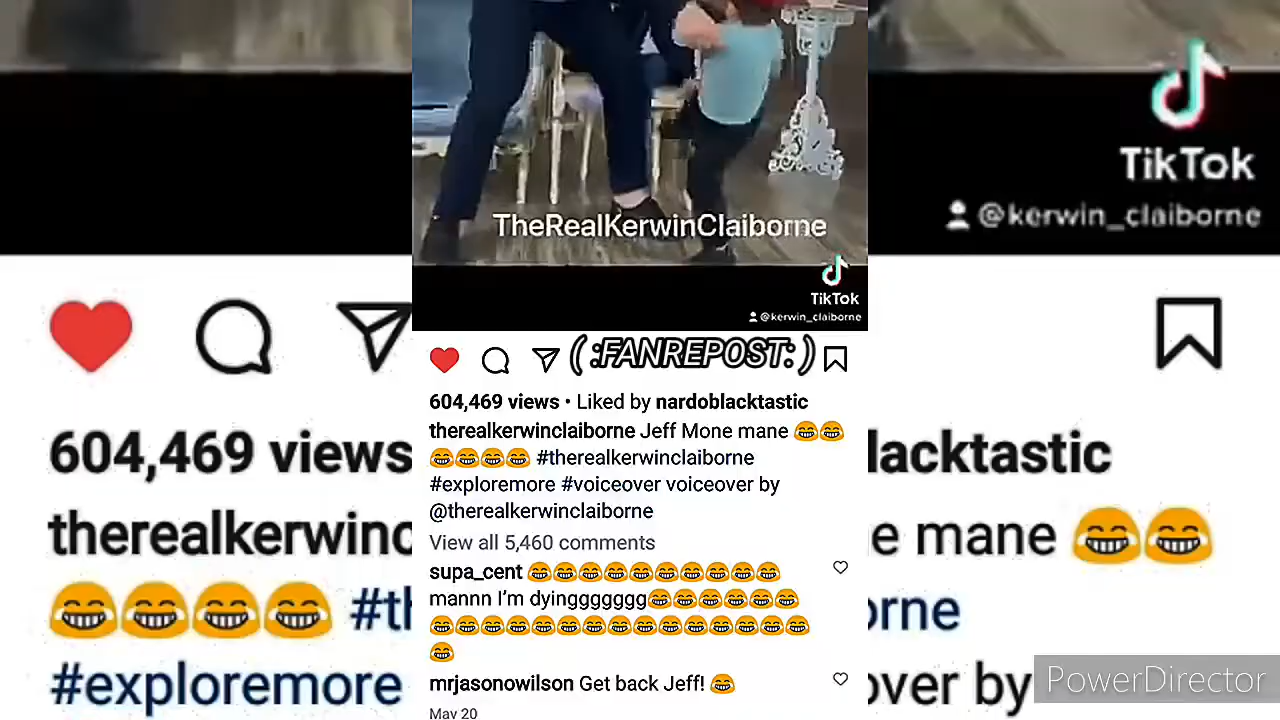 TheRealKerwinClaiborne
TikTok
@kerwin_claiborne
TikTok
@kerwin_claiborne
(:FANREPOST:)
604,469 views • Liked by nardoblacktastic
therealkerwinclaiborne Jeff Mone mane 😂😂
😂😂😂😂 #therealkerwinclaiborne
#exploremore #voiceover voiceover by
@therealkerwinclaiborne
View all 5,460 comments
supa_cent 😂😂😂😂😂😂😂😂😂😂
mannn I'm dyinggggggg😂😂😂😂😂😂
😂😂😂😂😂😂😂😂😂😂😂😂😂😂
😂
mrjasonowilson Get back Jeff! 😂
May 20
604,469 views
therealkerwinc
😂😂😂😂 #th
#exploremore
lacktastic
e mane 😂😂
orne
over by
PowerDirector